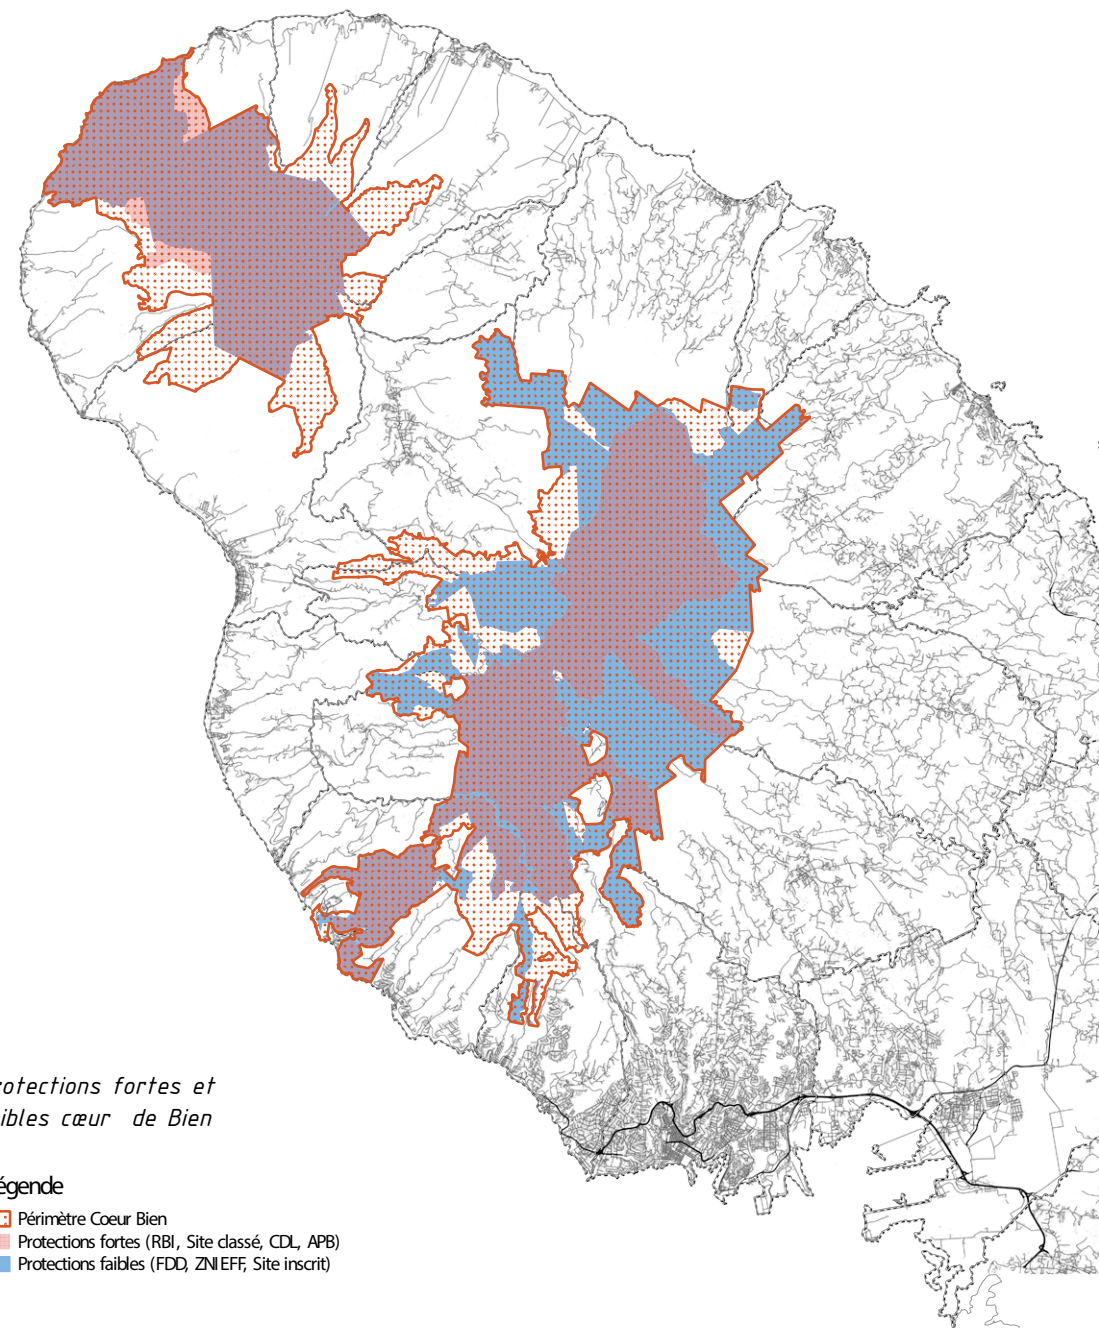 rotections fortes et
ibles cœur de Bien
égende
Périmètre Coeur Bien
Protections fortes (RBI, Site classé, CDL, APB)
Protections faibles (FDD, ZNIEFF, Site inscrit)